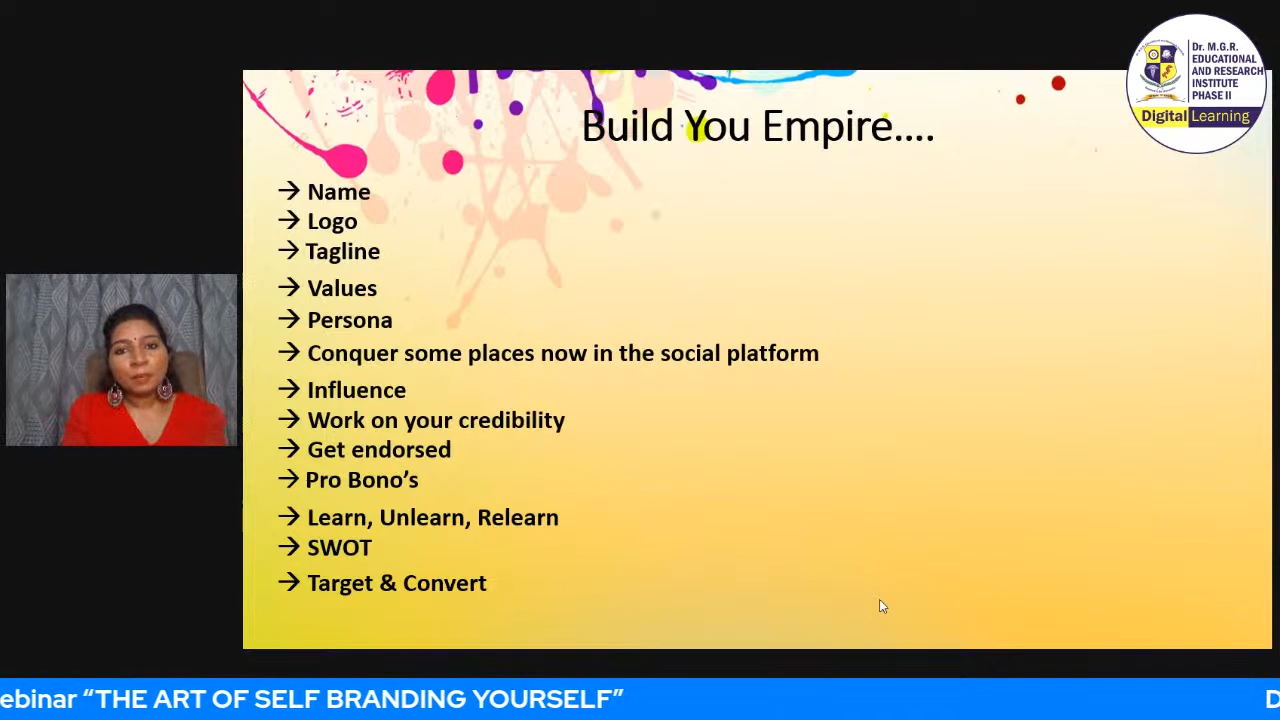 Dr. M.G.R.
EDUCATIONAL
AND RESEARCH
INSTITUTE
PHASE II
Digital Learning
Build You Empire....
→ Name
→ Logo
→ Tagline
→ Values
→ Persona
→ Conquer some places now in the social platform
→ Influence
→ Work on your credibility
→ Get endorsed
→ Pro Bono’s
→ Learn, Unlearn, Relearn
→ SWOT
→ Target & Convert
ebinar “THE ART OF SELF BRANDING YOURSELF”
D